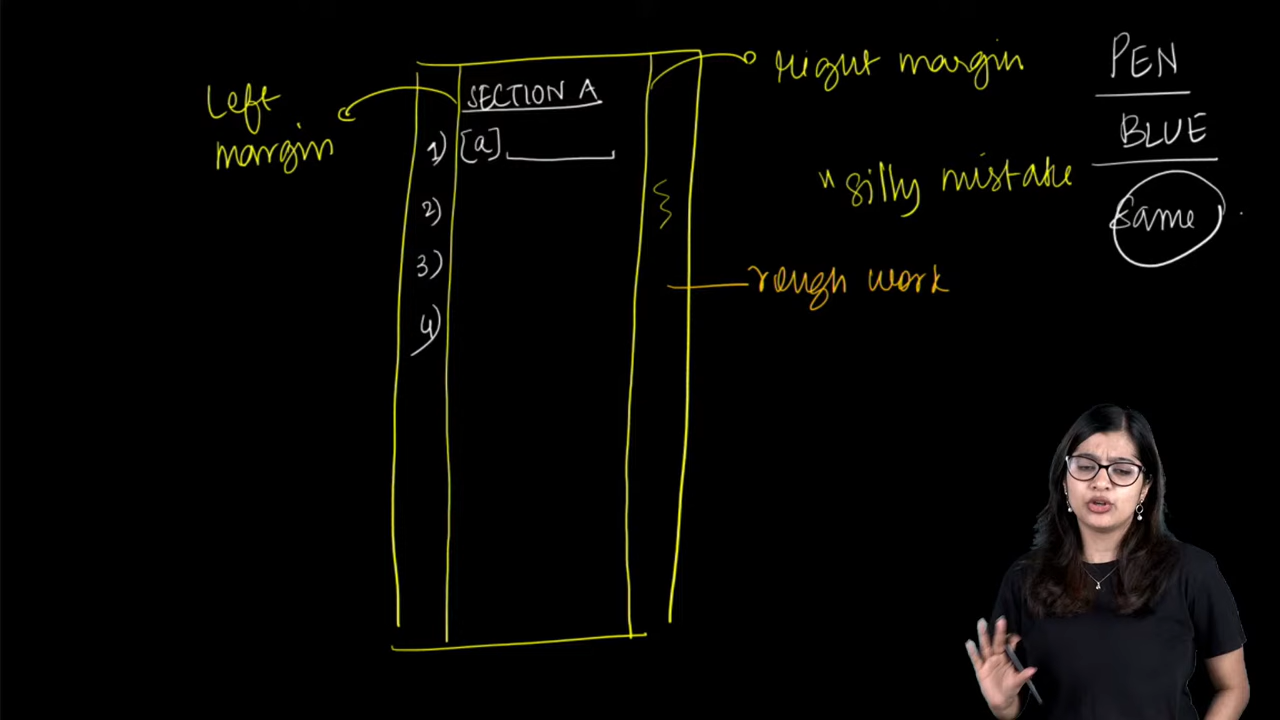 Left
margin
SECTION A
1) [a]
2)
3)
4)
right margin
"silly mistake
rough work
PEN
BLUE
Same